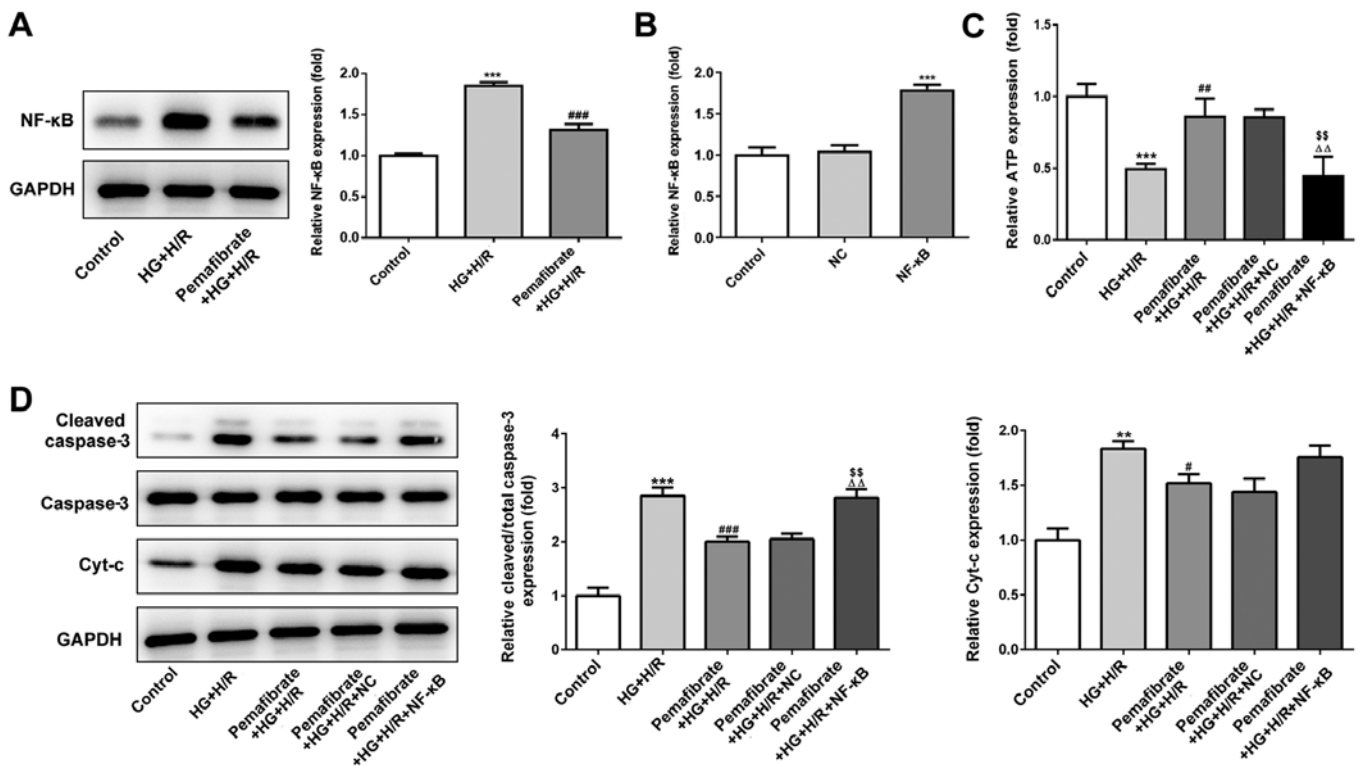 A
NF-κB
GAPDH
Control
HG+H/R
Pemafibrate
+HG+H/R
Relative NF-κB expression (fold)
2.0
1.5
1.0
0.5
0.0
***
###
Control
HG+H/R
Pemafibrate
+HG+H/R
B
Relative NF-κB expression (fold)
2.0
1.5
1.0
0.5
0.0
***
Control
NC
NF-κB
C
Relative ATP expression (fold)
1.5
1.0
0.5
0.0
***
##
$$
ΔΔ
Control
HG+H/R
Pemafibrate
+HG+H/R
Pemafibrate
+HG+H/R+NC
Pemafibrate
+HG+H/R +NF-κB
D
Cleaved
caspase-3
Caspase-3
Cyt-c
GAPDH
Control
HG+H/R
Pemafibrate
+HG+H/R
Pemafibrate
+HG+H/R+NC
Pemafibrate
+HG+H/R+NF-κB
Relative cleaved/total caspase-3
expression (fold)
4
3
2
1
0
***
###
$$
ΔΔ
Control
HG+H/R
Pemafibrate
+HG+H/R
Pemafibrate
+HG+H/R+NC
Pemafibrate
+HG+H/R+NF-κB
Relative Cyt-c expression (fold)
2.0
1.5
1.0
0.5
0.0
**
#
Control
HG+H/R
Pemafibrate
+HG+H/R
Pemafibrate
+HG+H/R+NC
Pemafibrate
+HG+H/R+NF-κB